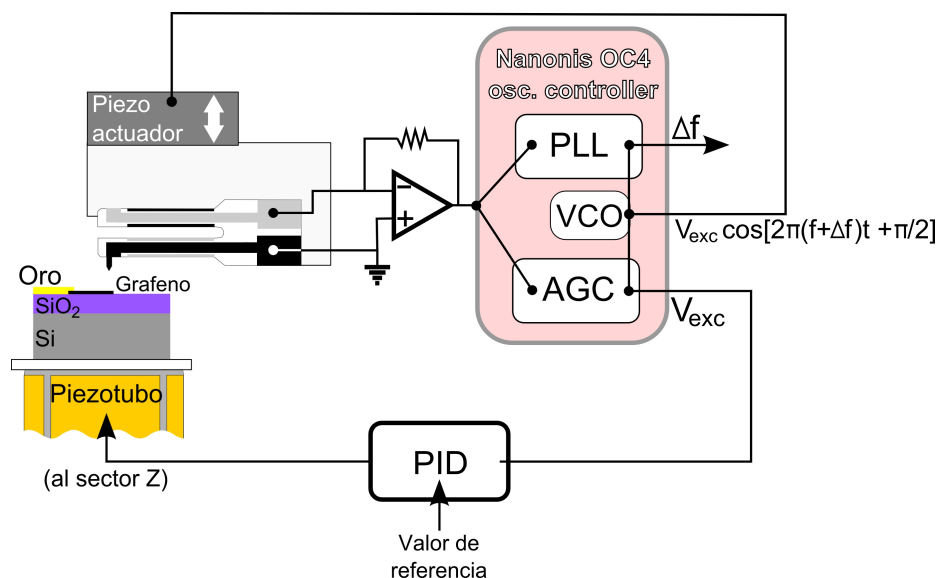 Nanonis OC4
osc. controller
Piezo
actuador
PLL
Δf
VCO
V_exc cos[2π(f+Δf)t +π/2]
AGC
V_exc
Oro
Grafeno
SiO₂
Si
Piezotubo
(al sector Z)
PID
Valor de
referencia
−
+